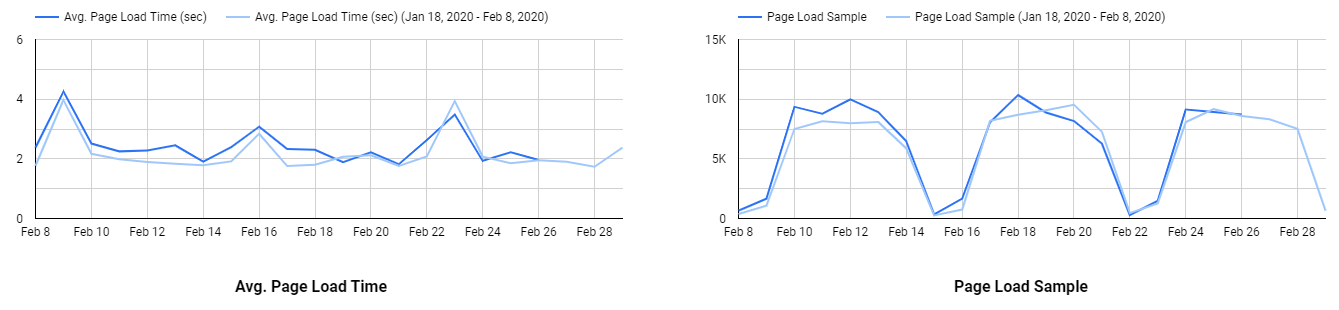 Avg. Page Load Time (sec) Avg. Page Load Time (sec) (Jan 18, 2020 - Feb 8, 2020)
6
4
2
0
Feb 8 Feb 10 Feb 12 Feb 14 Feb 16 Feb 18 Feb 20 Feb 22 Feb 24 Feb 26 Feb 28
Avg. Page Load Time
Page Load Sample Page Load Sample (Jan 18, 2020 - Feb 8, 2020)
15K
10K
5K
0
Feb 8 Feb 10 Feb 12 Feb 14 Feb 16 Feb 18 Feb 20 Feb 22 Feb 24 Feb 26 Feb 28
Page Load Sample